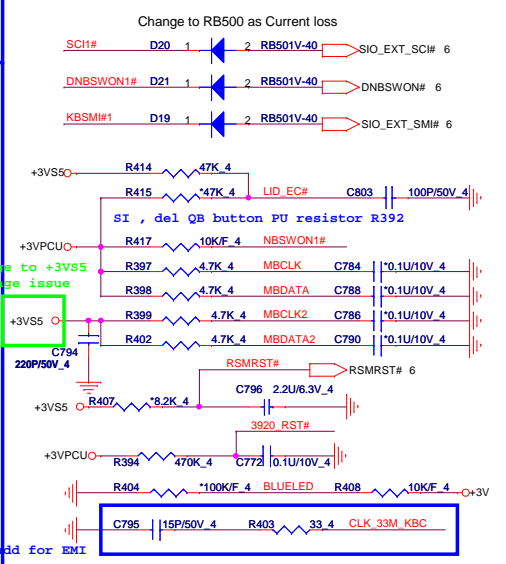 Change to RB500 as Current loss
SCI1# D20 1 2 RB501V-40 SIO_EXT_SCI# 6
DNBSWON1# D21 1 2 RB501V-40 DNBSWON# 6
KBSMI#1 D19 1 2 RB501V-40 SIO_EXT_SMI# 6
+3VS5 R414 47K_4
R415 *47K_4 LID_EC# C803 100P/50V_4
SI , del QB button PU resistor R392
+3VPCU R417 10K/F_4 NBSWON1#
e to +3VS5 R397 4.7K_4 MBCLK C784 *0.1U/10V_4
ge issue R398 4.7K_4 MBDATA C788 *0.1U/10V_4
+3VS5 R399 4.7K_4 MBCLK2 C786 *0.1U/10V_4
R402 4.7K_4 MBDATA2 C790 *0.1U/10V_4
C794
220P/50V_4
RSMRST# RSMRST# 6
+3VS5 R407 *8.2K_4 C796 2.2U/6.3V_4
3920_RST#
+3VPCU R394 470K_4 C772 0.1U/10V_4
R404 *100K/F_4 BLUELED R408 10K/F_4 +3V
C795 15P/50V_4 R403 33_4 CLK_33M_KBC
dd for EMI